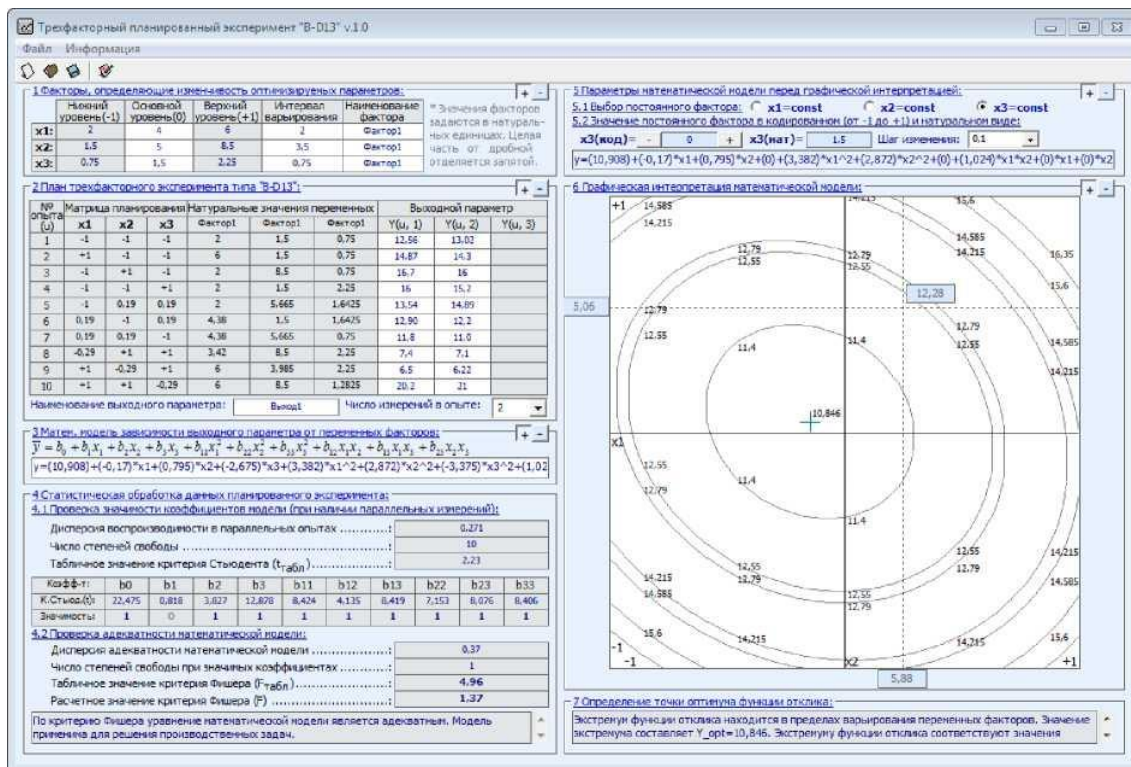 Трехфакторный планированный эксперимент "B-D13" v.1.0
Файл Информация
1 Факторы, определяющие изменчивость оптимизируемых параметров:
Нижний уровень(-1) Основной уровень(0) Верхний уровень(+1) Интервал варьирования Наименование фактора
x1: 2 4 6 2 Фактор1
x2: 1,5 5 8,5 3,5 Фактор1
x3: 0,75 1,5 2,25 0,75 Фактор1
* Значения факторов
задаются в натураль-
ных единицах. Целая
часть от дробной
отделяется запятой.
2 План трехфакторного эксперимента типа "B-D13":
№ опыта (u) Матрица планирования Натуральные значения переменных Выходной параметр
x1 x2 x3 Фактор1 Фактор1 Фактор1 Y(u, 1) Y(u, 2) Y(u, 3)
1 -1 -1 -1 2 1,5 0,75 12,56 13,02
2 +1 -1 -1 6 1,5 0,75 14,87 14,3
3 -1 +1 -1 2 8,5 0,75 16,7 16
4 -1 -1 +1 2 1,5 2,25 16 15,2
5 -1 0,19 0,19 2 5,665 1,6425 13,54 14,89
6 0,19 -1 0,19 4,38 1,5 1,6425 12,90 12,2
7 0,19 0,19 -1 4,38 5,665 0,75 11,8 11,0
8 -0,29 +1 +1 3,42 8,5 2,25 7,4 7,1
9 +1 -0,29 +1 6 3,985 2,25 6,5 6,22
10 +1 +1 -0,29 6 8,5 1,2825 20,2 21
Наименование выходного параметра: Выход1 Число измерений в опыте: 2
3 Матем. модель зависимости выходного параметра от переменных факторов:
y̅ = b₀ + b₁x₁ + b₂x₂ + b₃x₃ + b₁₁x₁² + b₂₂x₂² + b₃₃x₃² + b₁₂x₁x₂ + b₁₃x₁x₃ + b₂₃x₂x₃
y=(10,908)+(-0,17)*x1+(0,795)*x2+(-2,675)*x3+(3,382)*x1^2+(2,872)*x2^2+(-3,375)*x3^2+(1,02
4 Статистическая обработка данных планированного эксперимента:
4.1 Проверка значимости коэффициентов модели (при наличии параллельных измерений):
Дисперсия воспроизводимости в параллельных опытах ...........: 0,271
Число степеней свободы ...........: 10
Табличное значение критерия Стьюдента (tтабл) ...........: 2,23
Коэфф-т: b0 b1 b2 b3 b11 b12 b13 b22 b23 b33
К.Стьюд.(t): 22,475 0,818 3,827 12,878 8,424 4,135 8,419 7,153 8,076 8,406
Значимость: 1 0 1 1 1 1 1 1 1 1
4.2 Проверка адекватности математической модели:
Дисперсия адекватности математической модели ...........: 0,37
Число степеней свободы при значимых коэффициентах ...........: 1
Табличное значение критерия Фишера (Fтабл)...........: 4,96
Расчетное значение критерия Фишера (F) ...........: 1,37
По критерию Фишера уравнение математической модели является адекватным. Модель
применима для решения производственных задач.
5 Параметры математической модели перед графической интерпретацией:
5.1 Выбор постоянного фактора: x1=const x2=const x3=const
5.2 Значение постоянного фактора в кодированном (от -1 до +1) и натуральном виде:
x3(код)= - 0 + x3(нат)= 1,5 Шаг изменения: 0,1
y=(10,908)+(-0,17)*x1+(0,795)*x2+(0)+(3,382)*x1^2+(2,872)*x2^2+(0)+(1,024)*x1*x2+(0)*x1+(0)*x2
6 Графическая интерпретация математической модели:
+1 14,585 14,215 15,6
14,215
14,585
14,215
12,79 12,79
12,55 12,55
16,35
15,6
12,28
5,06
12,79 12,79
12,55 12,55
14,585
14,215
11,4 11,4
10,846
x1
12,55
12,79
11,4
12,55
12,79
14,215
14,585
12,55
12,79
12,55
12,79
14,215
14,585
15,6 14,215 15,6
-1
-1 x2 +1
5,88
7 Определение точки оптимума функции отклика:
Экстремум функции отклика находится в пределах варьирования переменных факторов. Значение
экстремума составляет Y_opt=10,846. Экстремуму функции отклика соответствуют значения